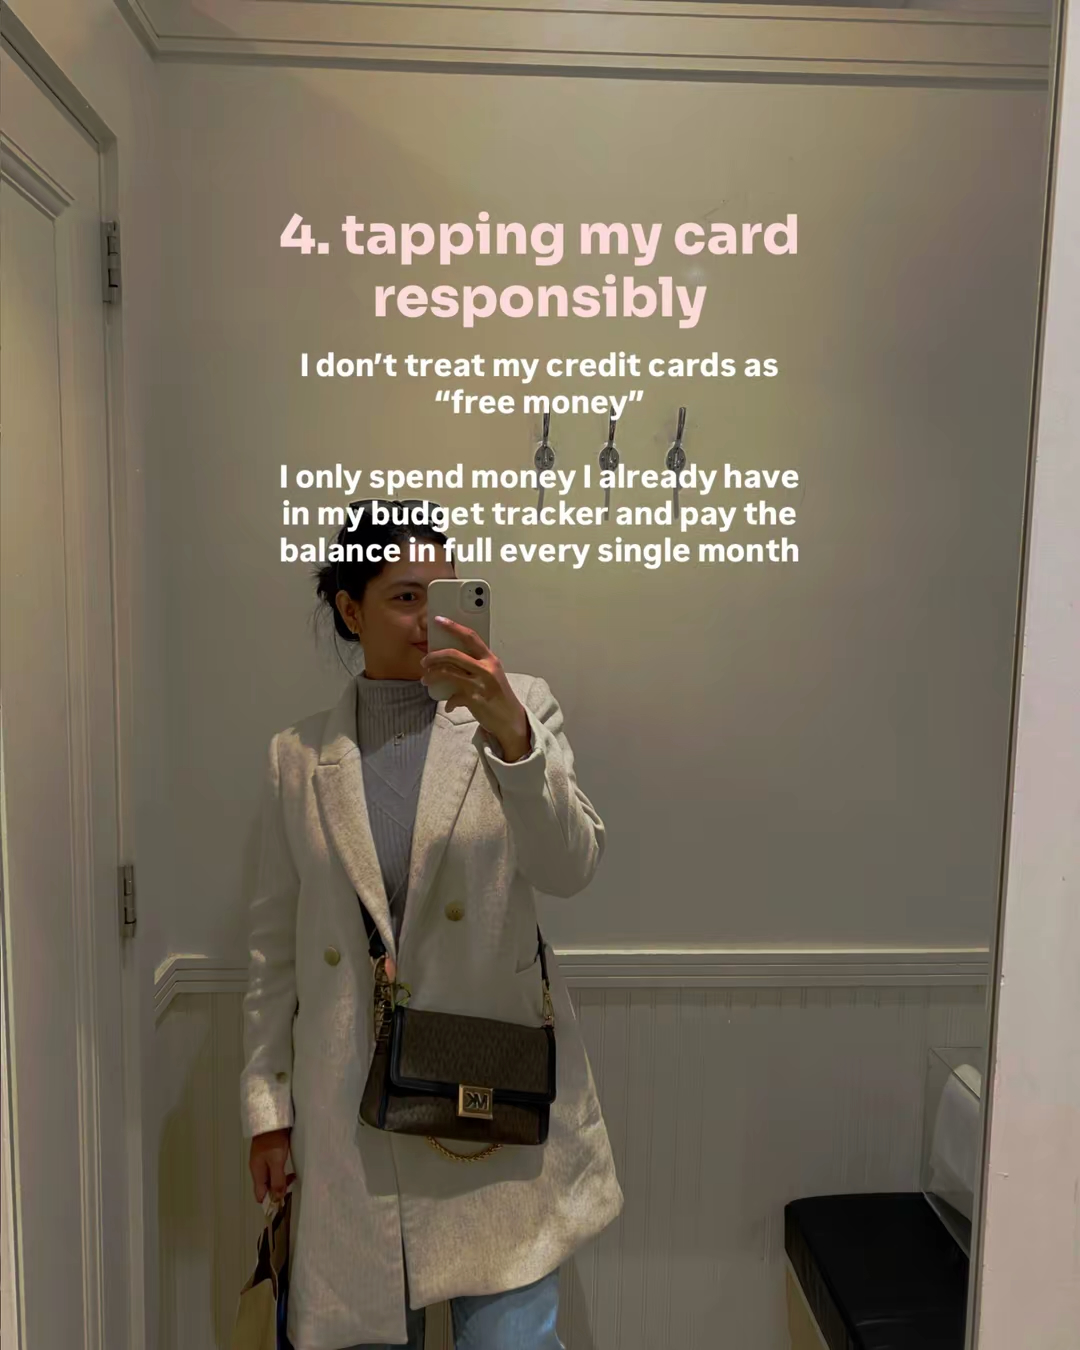 4. tapping my card
responsibly
I don’t treat my credit cards as
“free money”
I only spend money I already have
in my budget tracker and pay the
balance in full every single month
MK